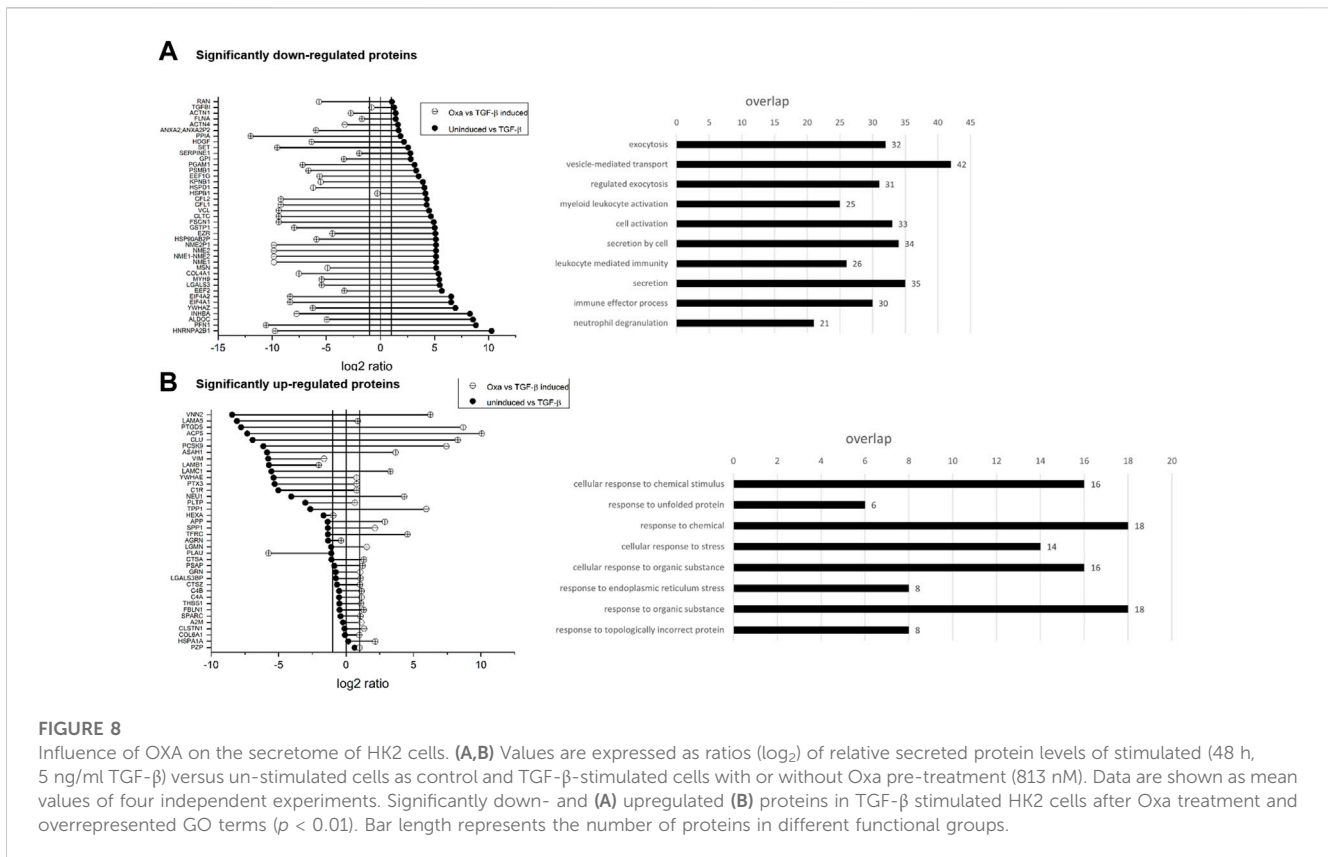 A Significantly down-regulated proteins
RAN
TGFBI
ACTN1
FLNA
ACTN4
ANXA2;ANXA2P2
PPIA
HDGF
SET
SERPINE1
GPI
PGAM1
PSMB1
EEF1G
KPNB1
HSPD1
HSPB1
CFL2
CFL1
VCL
CLTC
FSCN1
GSTP1
EZR
HSP90AB2P
NME2P1
NME2
NME1-NME2
NME1
MSN
COL4A1
MYH9
LGALS3
EEF2
EIF4A2
EIF4A1
YWHAZ
INHBA
ALDOC
PFN1
HNRNPA2B1
-15 -10 -5 0 5 10
log2 ratio
Oxa vs TGF-β induced
Uninduced vs TGF-β
overlap
0 5 10 15 20 25 30 35 40 45
exocytosis 32
vesicle-mediated transport 42
regulated exocytosis 31
myeloid leukocyte activation 25
cell activation 33
secretion by cell 34
leukocyte mediated immunity 26
secretion 35
immune effector process 30
neutrophil degranulation 21
B Significantly up-regulated proteins
Oxa vs TGF-β induced
uninduced vs TGF-β
VNN2
LAMA5
PTGDS
ACP5
CLU
PCSK9
ASAH1
VIM
LAMB1
LAMC1
YWHAE
PTX3
C1R
NEU1
PLTP
TPP1
HEXA
APP
SPP1
TFRC
AGRN
LGMN
PLAU
CTSA
PSAP
GRN
LGALS3BP
CTSZ
C4B
C4A
THBS1
FBLN1
SPARC
A2M
CLSTN1
COL6A1
HSPA1A
PZP
-10 -5 0 5 10
log2 ratio
overlap
0 2 4 6 8 10 12 14 16 18 20
cellular response to chemical stimulus 16
response to unfolded protein 6
response to chemical 18
cellular response to stress 14
cellular response to organic substance 16
response to endoplasmic reticulum stress 8
response to organic substance 18
response to topologically incorrect protein 8
FIGURE 8
Influence of OXA on the secretome of HK2 cells. (A,B) Values are expressed as ratios (log2) of relative secreted protein levels of stimulated (48 h,
5 ng/ml TGF-β) versus un-stimulated cells as control and TGF-β-stimulated cells with or without Oxa pre-treatment (813 nM). Data are shown as mean
values of four independent experiments. Significantly down- and (A) upregulated (B) proteins in TGF-β stimulated HK2 cells after Oxa treatment and
overrepresented GO terms (p < 0.01). Bar length represents the number of proteins in different functional groups.